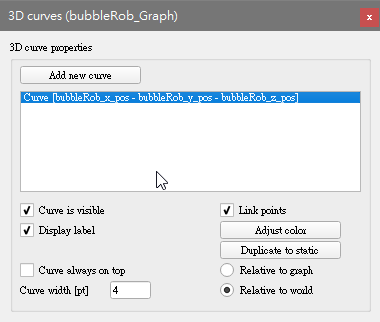 3D curves (bubbleRob_Graph)
x
3D curve properties
Add new curve
Curve [bubbleRob_x_pos - bubbleRob_y_pos - bubbleRob_z_pos]
Curve is visible
Link points
Display label
Adjust color
Duplicate to static
Curve always on top
Relative to graph
Curve width [pt]
4
Relative to world